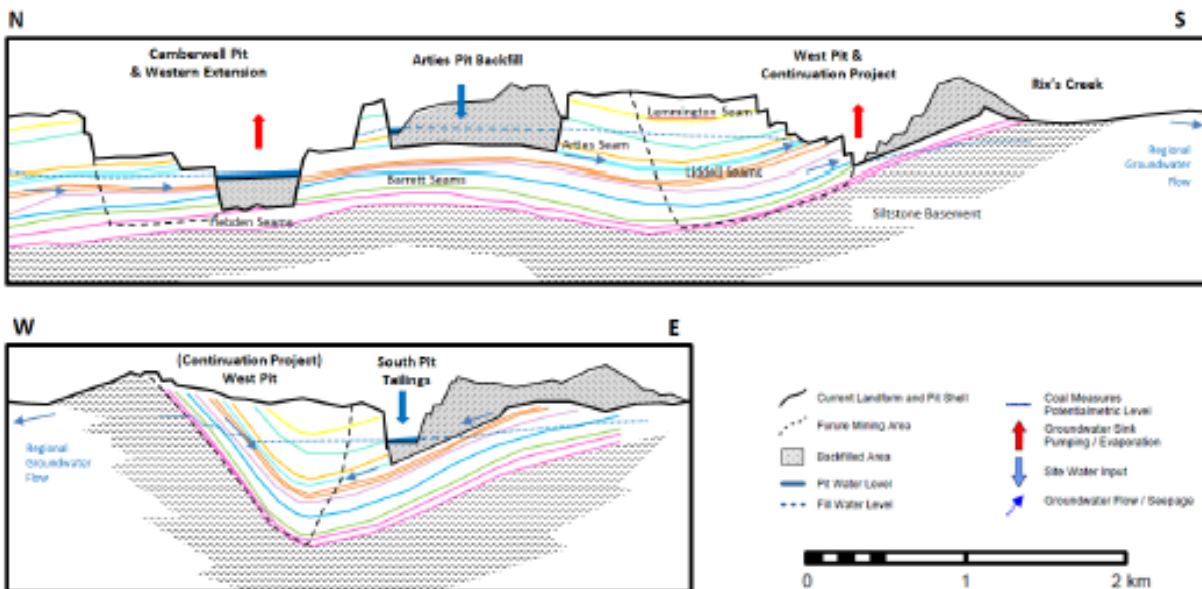 N
S
Camberwell Pit
& Western Extension
Arties Pit Backfill
West Pit &
Continuation Project
Rix's Creek
Lemmington Seam
Arties Seam
Liddell Seams
Barrett Seams
Hebden Seams
Siltstone Basement
Regional
Groundwater
Flow
W
E
(Continuation Project)
West Pit
South Pit
Tailings
Regional
Groundwater
Flow
Current Landform and Pit Shell
Future Mining Area
Backfilled Area
Pit Water Level
Fill Water Level
Coal Measures
Potentiometric Level
Groundwater Sink
Pumping / Evaporation
Site Water Input
Groundwater Flow / Seepage
0
1
2 km